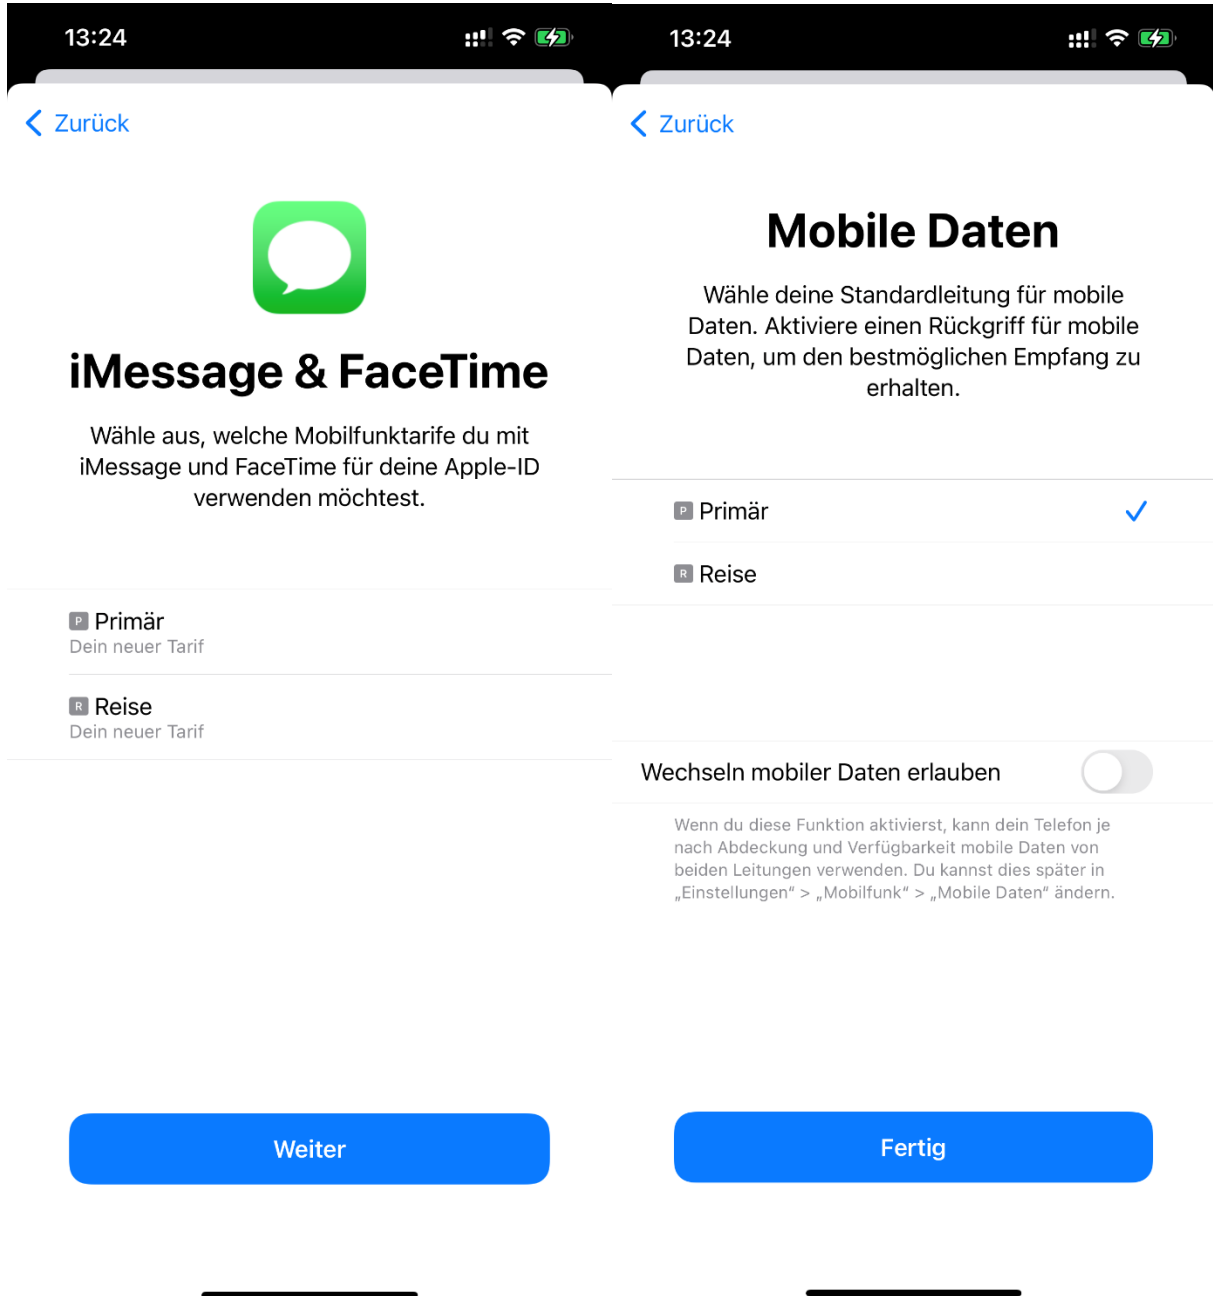 13:24
Zurück
iMessage & FaceTime
Wähle aus, welche Mobilfunktarife du mit
iMessage und FaceTime für deine Apple-ID
verwenden möchtest.
P Primär
Dein neuer Tarif
R Reise
Dein neuer Tarif
Weiter
13:24
Zurück
Mobile Daten
Wähle deine Standardleitung für mobile
Daten. Aktiviere einen Rückgriff für mobile
Daten, um den bestmöglichen Empfang zu
erhalten.
P Primär
R Reise
Wechseln mobiler Daten erlauben
Wenn du diese Funktion aktivierst, kann dein Telefon je
nach Abdeckung und Verfügbarkeit mobile Daten von
beiden Leitungen verwenden. Du kannst dies später in
„Einstellungen“ > „Mobilfunk“ > „Mobile Daten“ ändern.
Fertig